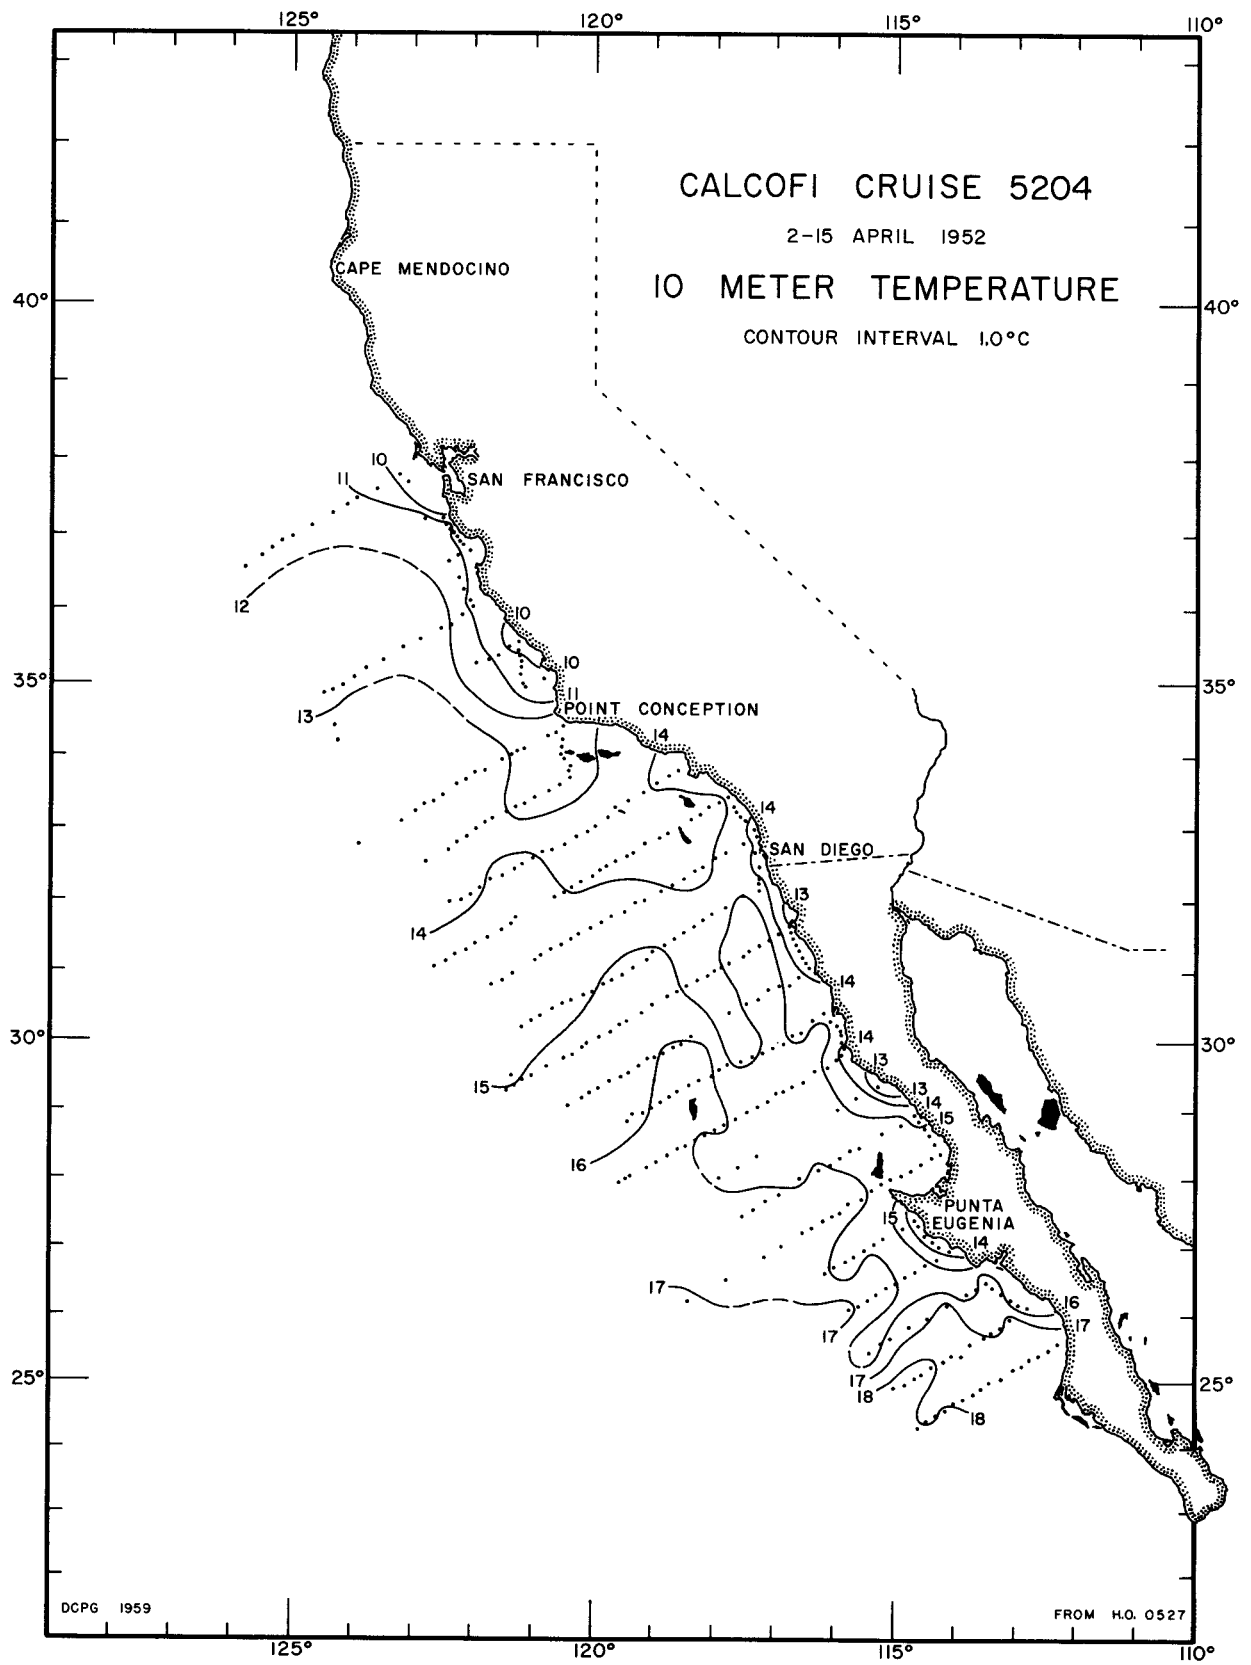 125° 120° 115° 110°
CALCOFI CRUISE 5204
2-15 APRIL 1952
CAPE MENDOCINO
10 METER TEMPERATURE
40° 40°
CONTOUR INTERVAL 1.0°C
10
11
SAN FRANCISCO
12
10
10
35° 35°
11
13
POINT CONCEPTION
14
14
SAN DIEGO
13
14
14
30° 30°
14
13
15
13
14
15
16
PUNTA
15
EUGENIA
14
17
16
17
17
25° 25°
17
18
18
DCPG 1959
FROM H.O. 0527
125° 120° 115° 110°